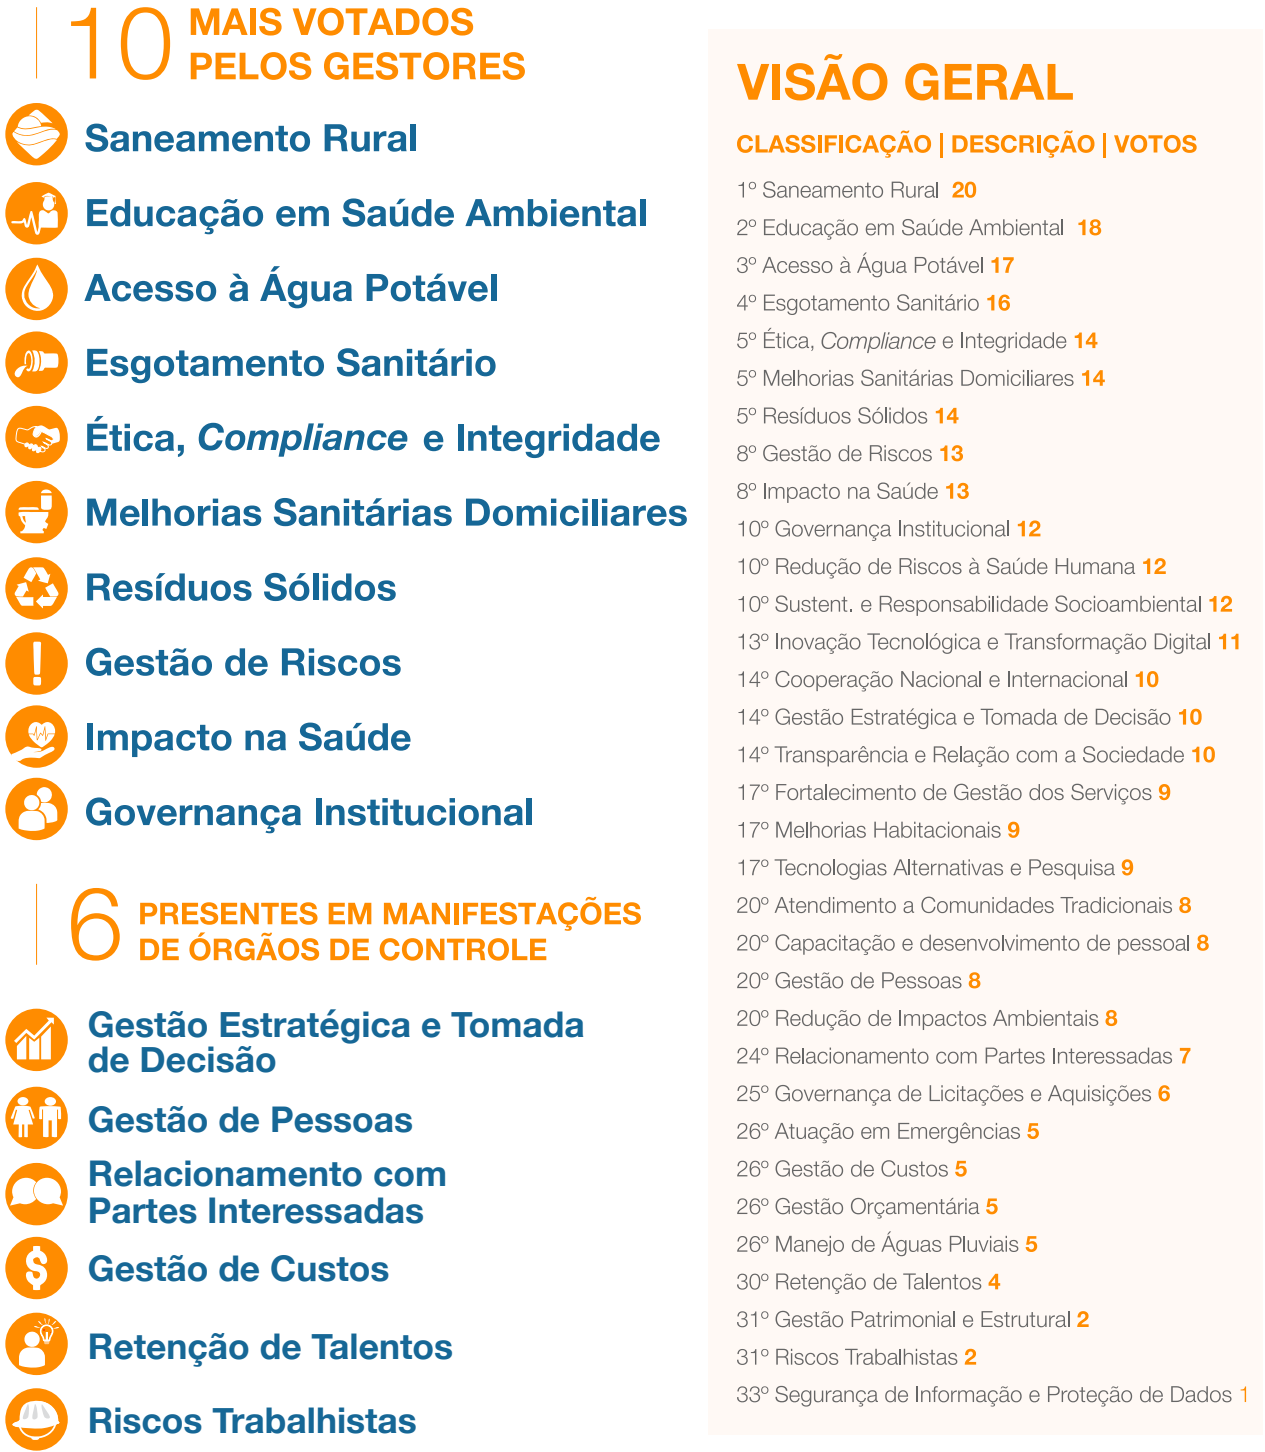 10 MAIS VOTADOS
PELOS GESTORES
Saneamento Rural
Educação em Saúde Ambiental
Acesso à Água Potável
Esgotamento Sanitário
Ética, Compliance e Integridade
Melhorias Sanitárias Domiciliares
Resíduos Sólidos
Gestão de Riscos
Impacto na Saúde
Governança Institucional
6 PRESENTES EM MANIFESTAÇÕES
DE ÓRGÃOS DE CONTROLE
Gestão Estratégica e Tomada
de Decisão
Gestão de Pessoas
Relacionamento com
Partes Interessadas
Gestão de Custos
Retenção de Talentos
Riscos Trabalhistas
VISÃO GERAL
CLASSIFICAÇÃO | DESCRIÇÃO | VOTOS
1º Saneamento Rural 20
2º Educação em Saúde Ambiental 18
3º Acesso à Água Potável 17
4º Esgotamento Sanitário 16
5º Ética, Compliance e Integridade 14
5º Melhorias Sanitárias Domiciliares 14
5º Resíduos Sólidos 14
8º Gestão de Riscos 13
8º Impacto na Saúde 13
10º Governança Institucional 12
10º Redução de Riscos à Saúde Humana 12
10º Sustent. e Responsabilidade Socioambiental 12
13º Inovação Tecnológica e Transformação Digital 11
14º Cooperação Nacional e Internacional 10
14º Gestão Estratégica e Tomada de Decisão 10
14º Transparência e Relação com a Sociedade 10
17º Fortalecimento de Gestão dos Serviços 9
17º Melhorias Habitacionais 9
17º Tecnologias Alternativas e Pesquisa 9
20º Atendimento a Comunidades Tradicionais 8
20º Capacitação e desenvolvimento de pessoal 8
20º Gestão de Pessoas 8
20º Redução de Impactos Ambientais 8
24º Relacionamento com Partes Interessadas 7
25º Governança de Licitações e Aquisições 6
26º Atuação em Emergências 5
26º Gestão de Custos 5
26º Gestão Orçamentária 5
26º Manejo de Águas Pluviais 5
30º Retenção de Talentos 4
31º Gestão Patrimonial e Estrutural 2
31º Riscos Trabalhistas 2
33º Segurança de Informação e Proteção de Dados 1